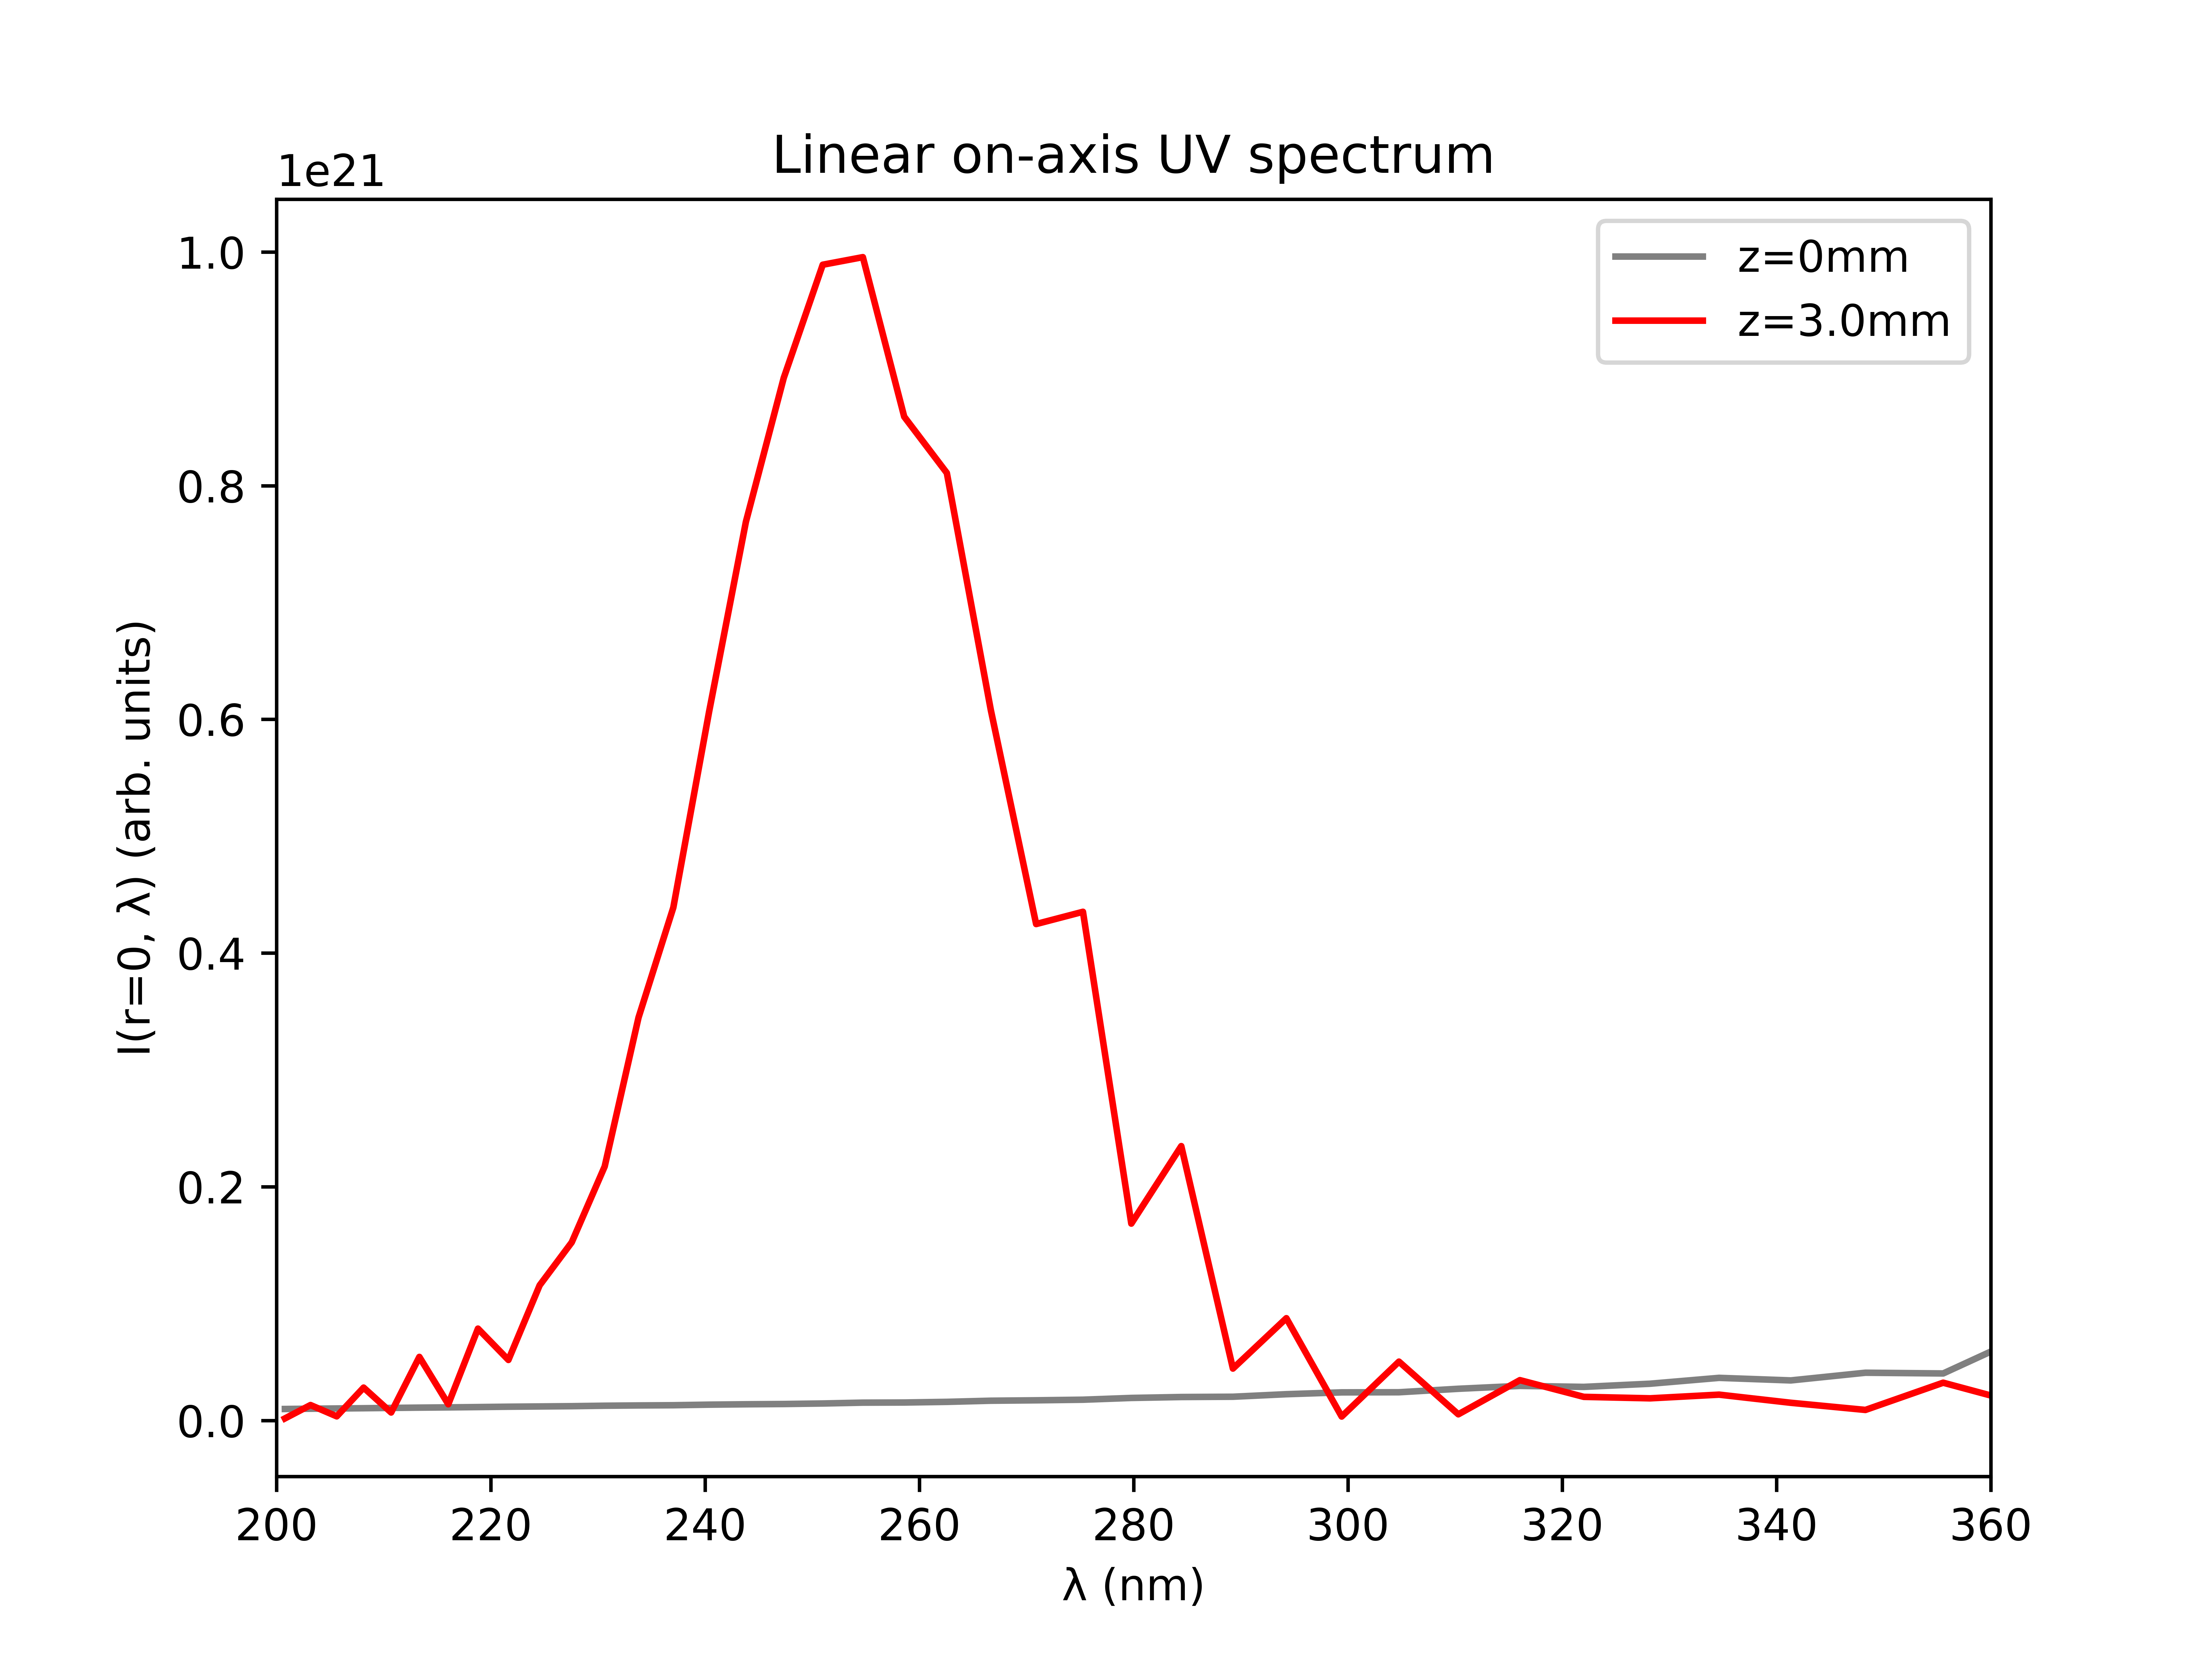 Linear on-axis UV spectrum
1e21
z=0mm
z=3.0mm
1.0
0.8
0.6
0.4
0.2
0.0
I(r=0, λ) (arb. units)
200 220 240 260 280 300 320 340 360
λ (nm)